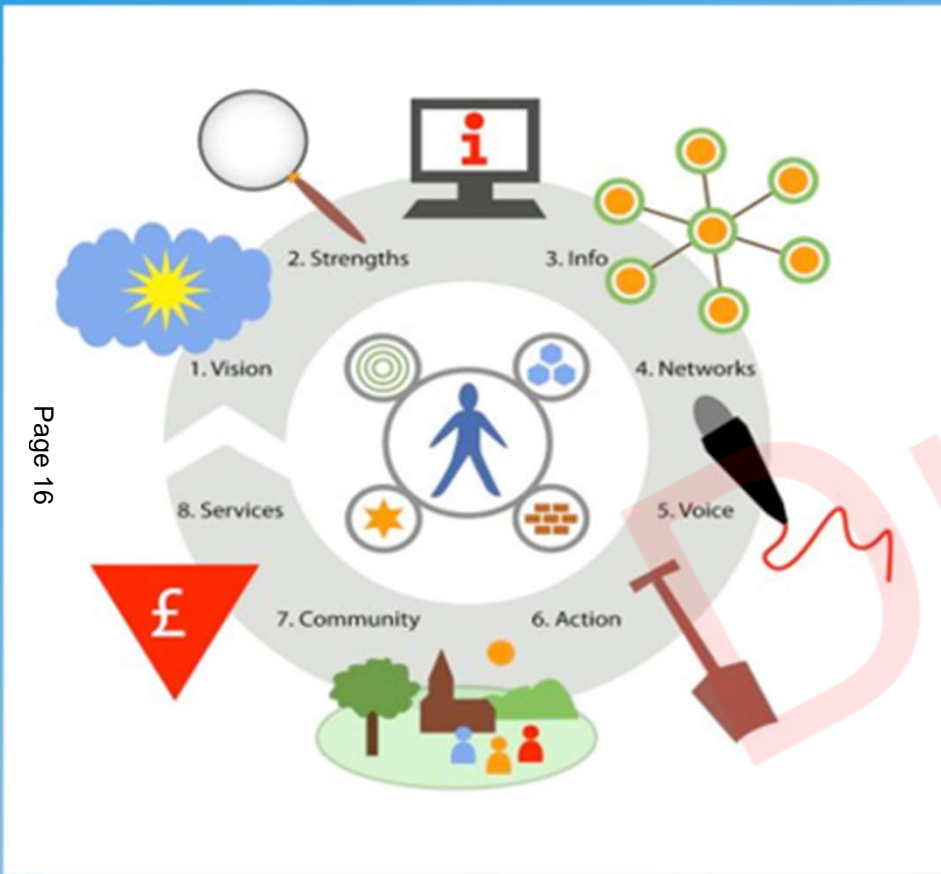 i
2. Strengths
3. Info
1. Vision
4. Networks
Page 16
8. Services
5. Voice
£
7. Community
6. Action